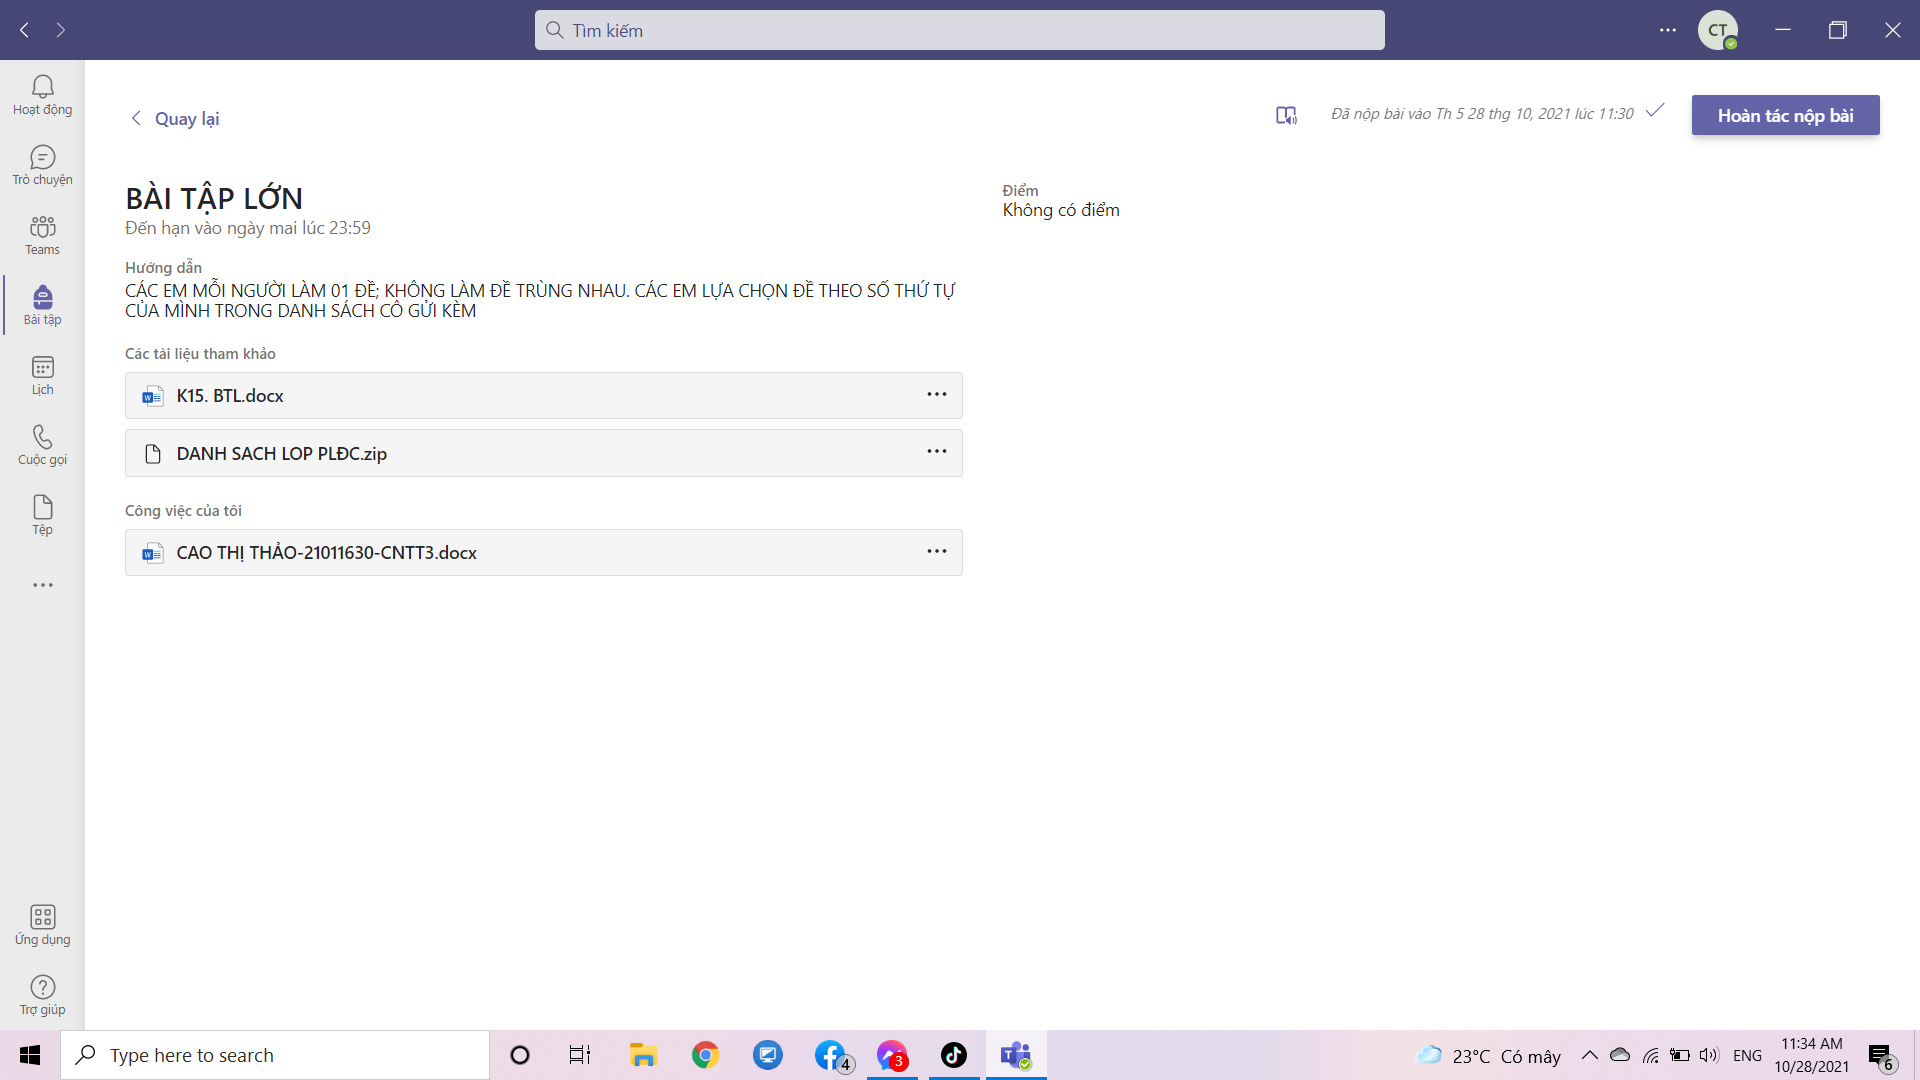 Tìm kiếm
CT
Hoạt động
Trò chuyện
Teams
Bài tập
Lịch
Cuộc gọi
Tệp
Ứng dụng
Trợ giúp
Quay lại
Đã nộp bài vào Th 5 28 thg 10, 2021 lúc 11:30
Hoàn tác nộp bài
BÀI TẬP LỚN
Đến hạn vào ngày mai lúc 23:59
Điểm
Không có điểm
Hướng dẫn
CÁC EM MỖI NGƯỜI LÀM 01 ĐỀ; KHÔNG LÀM ĐỀ TRÙNG NHAU. CÁC EM LỰA CHỌN ĐỀ THEO SỐ THỨ TỰ
CỦA MÌNH TRONG DANH SÁCH CÔ GỬI KÈM
Các tài liệu tham khảo
K15. BTL.docx
DANH SACH LOP PLĐC.zip
Công việc của tôi
CAO THỊ THẢO-21011630-CNTT3.docx
Type here to search
4
3
23°C Có mây
ENG
11:34 AM
10/28/2021
6